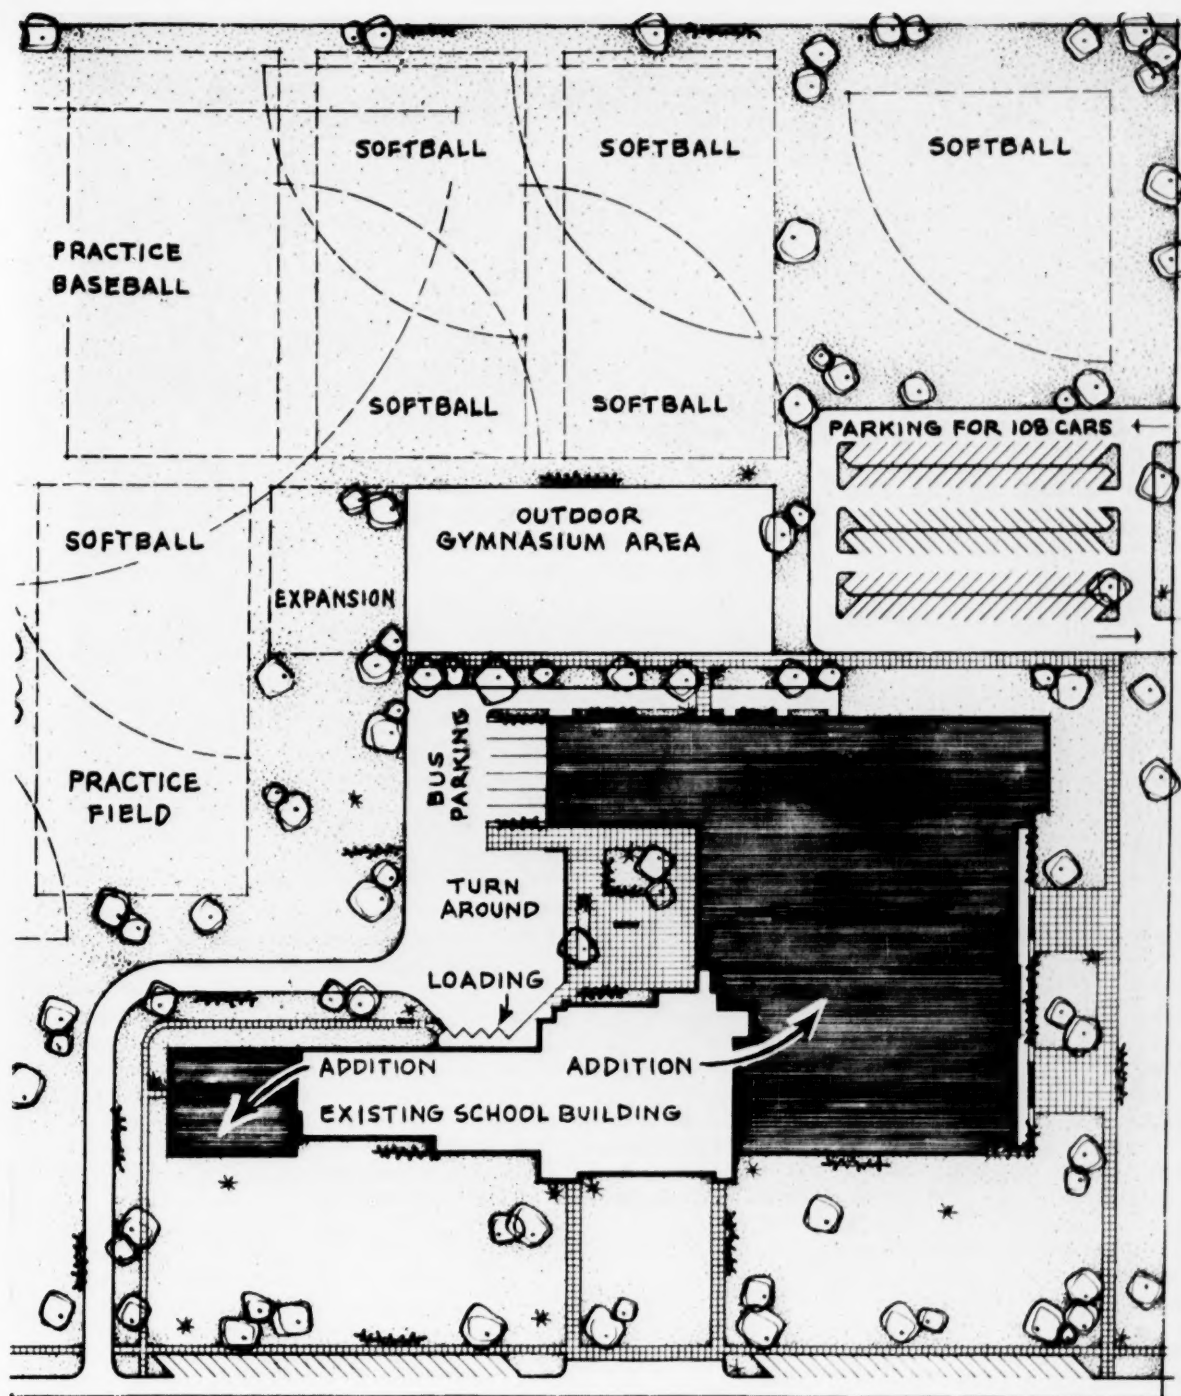 SOFTBALL
SOFTBALL
SOFTBALL
PRACTICE
BASEBALL
SOFTBALL
SOFTBALL
PARKING FOR 108 CARS
OUTDOOR
GYMNASIUM AREA
SOFTBALL
EXPANSION
BUS
PARKING
PRACTICE
FIELD
TURN
AROUND
LOADING
ADDITION
ADDITION
EXISTING SCHOOL BUILDING